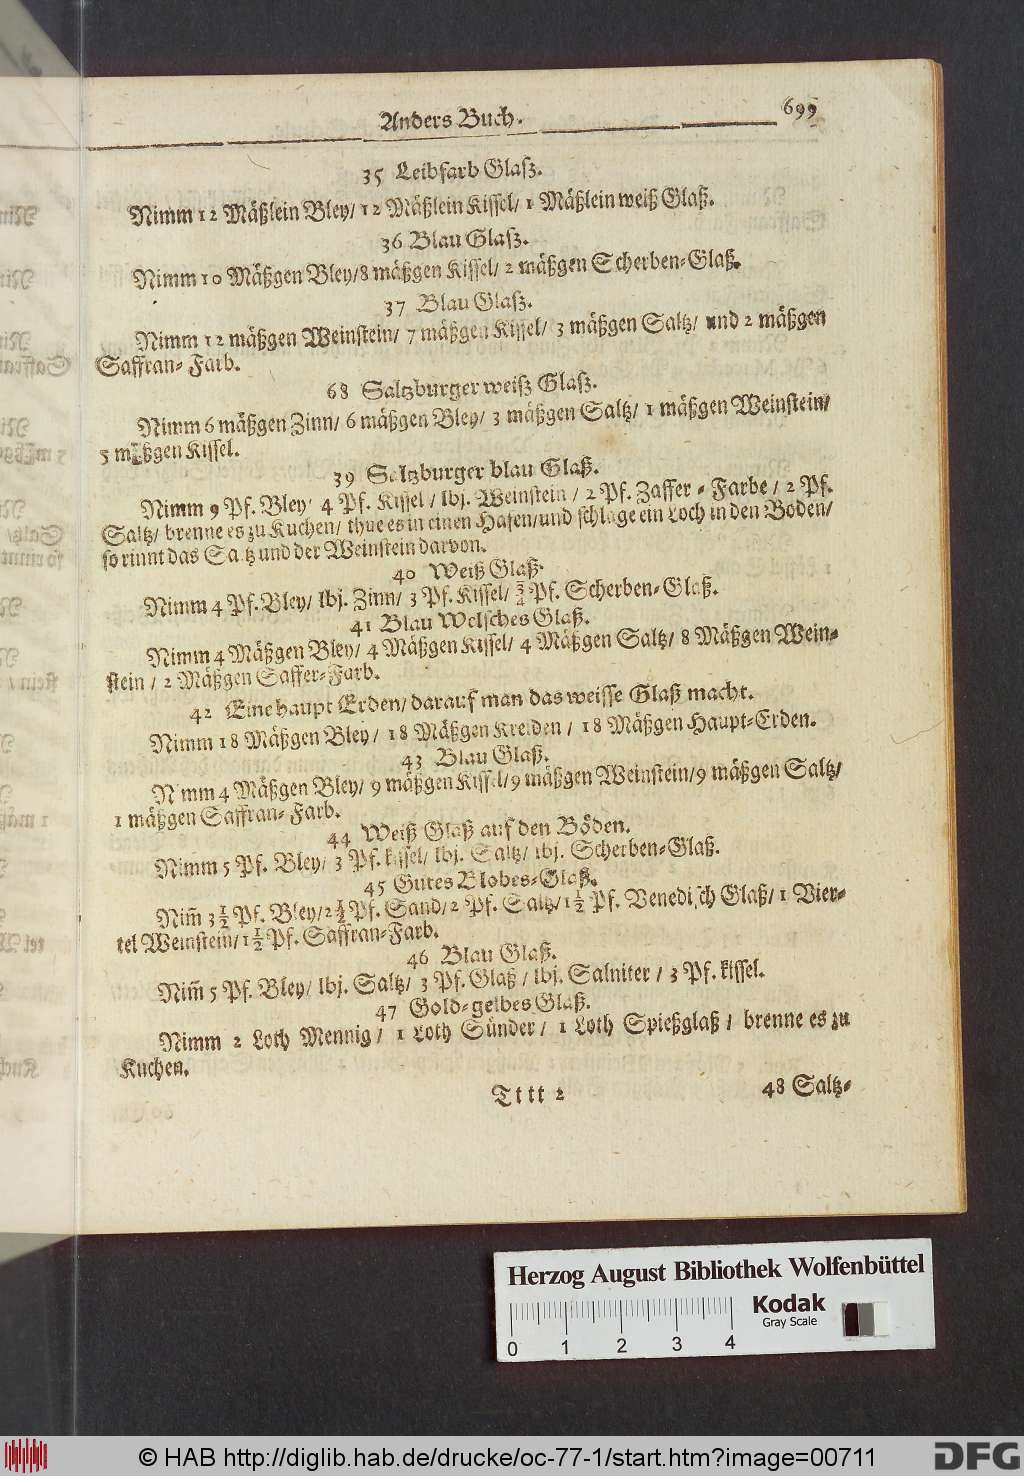 Anders Buch. 699
35 Leibfarb Glasz.
Nimm 12 Mäßlein Bley/ 12 Mäßlein Kissel/ 1 Mäßlein weiß Glaß.
36 Blau Glasz.
Nimm 10 Mäßgen Bley/ 8 mäßgen Kissel/ 2 mäßgen Scherben-Glaß.
37 Blau Glasz.
Nimm 12 mäßgen Weinstein/ 7 mäßgen Kissel/ 3 mäßgen Saltz/ und 2 mäßgen
Saffran-Farb.
68 Saltzburger weiß Glasz.
Nimm 6 mäßgen Zinn/ 6 mäßgen Bley/ 3 mäßgen Saltz/ 1 mäßgen Weinstein/
5 mäßgen Kissel.
39 Saltzburger blau Glaß.
Nimm 9 Pf. Bley/ 4 Pf. Kissel/ lbj. Weinstein/ 2 Pf. Zaffer-Farbe/ 2 Pf.
Saltz/ brenne es zu Kuchen/ thue es in einen Hafen/ und schlage ein Loch in den Boden/
so rinnt das Saltz und der Weinstein darvon.
40 Weiß Glaß.
Nimm 4 Pf. Bley/ lbj. Zinn/ 3 Pf. Kissel/ 3/4 Pf. Scherben-Glaß.
41 Blau Welsches Glaß.
Nimm 4 Mäßgen Bley/ 4 Mäßgen Kissel/ 4 Mäßgen Saltz/ 8 Mäßgen Wein-
stein/ 2 Mäßgen Saffer-Farb.
42 Eine haupt Erden/ darauf man das weisse Glaß macht.
Nimm 18 Mäßgen Bley/ 18 Mäßgen Kreiden/ 18 Mäßgen Haupt-Erden.
43 Blau Glaß.
Nimm 4 Mäßgen Bley/ 9 mäßgen Kissel/ 9 mäßgen Weinstein/ 9 mäßgen Saltz/
1 mäßgen Saffran-Farb.
44 Weiß Glaß auf den Böden.
Nimm 5 Pf. Bley/ 3 Pf. kissel/ lbj. Saltz/ lbj. Scherben-Glaß.
45 Gutes Blobes-Glaß.
Nim̄ 3 1/2 Pf. Bley/ 2 1/2 Pf. Sand/ 2 Pf. Saltz/ 1 1/2 Pf. Venedisch Glaß/ 1 Vier-
tel Weinstein/ 1 1/2 Pf. Saffran-Farb.
46 Blau Glaß.
Nim̄ 5 Pf. Bley/ lbj. Saltz/ 3 Pf. Glaß/ lbj. Salniter/ 3 Pf. kissel.
47 Gold-gelbes Glaß.
Nimm 2 Loth Mennig/ 1 Loth Sünder/ 1 Loth Spießglaß/ brenne es zu
Kuchen.
Tttt 2 48 Saltz-
Herzog August Bibliothek Wolfenbüttel
Kodak
Gray Scale
0 1 2 3 4
© HAB http://diglib.hab.de/drucke/oc-77-1/start.htm?image=00711
DFG